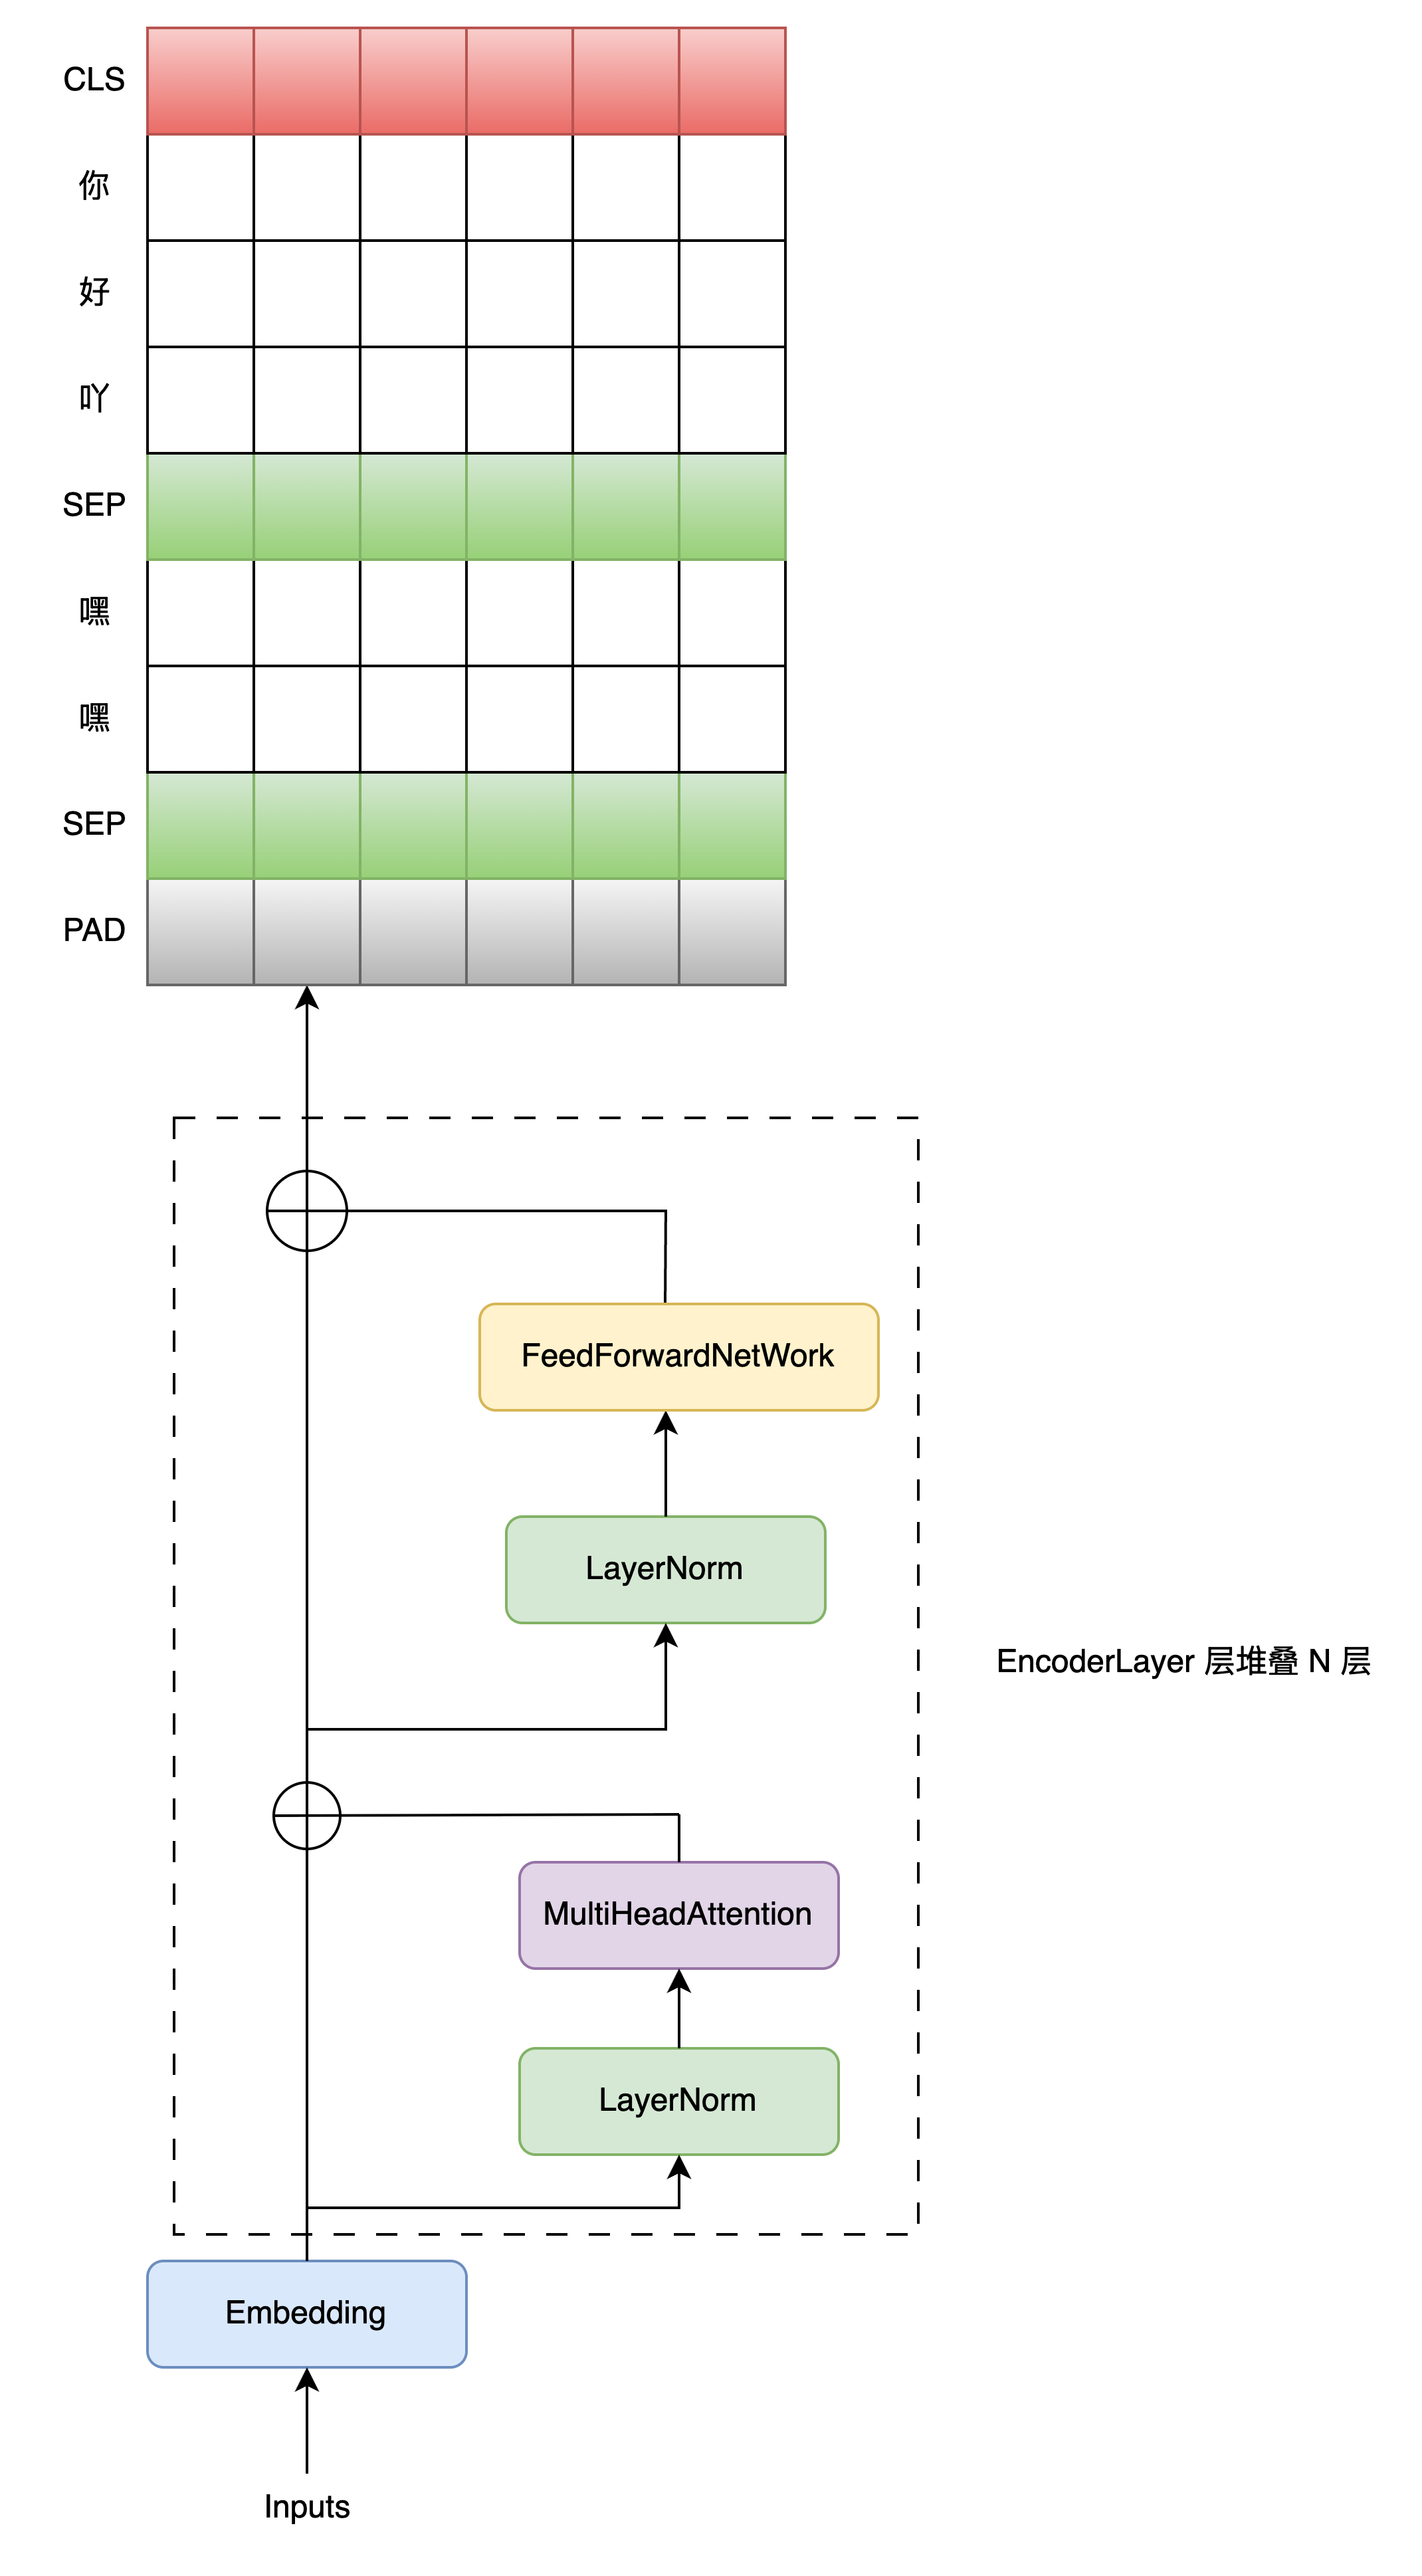 CLS
你
好
吖
SEP
嘿
嘿
SEP
PAD
FeedForwardNetWork
LayerNorm
EncoderLayer 层堆叠 N 层
MultiHeadAttention
LayerNorm
Embedding
Inputs